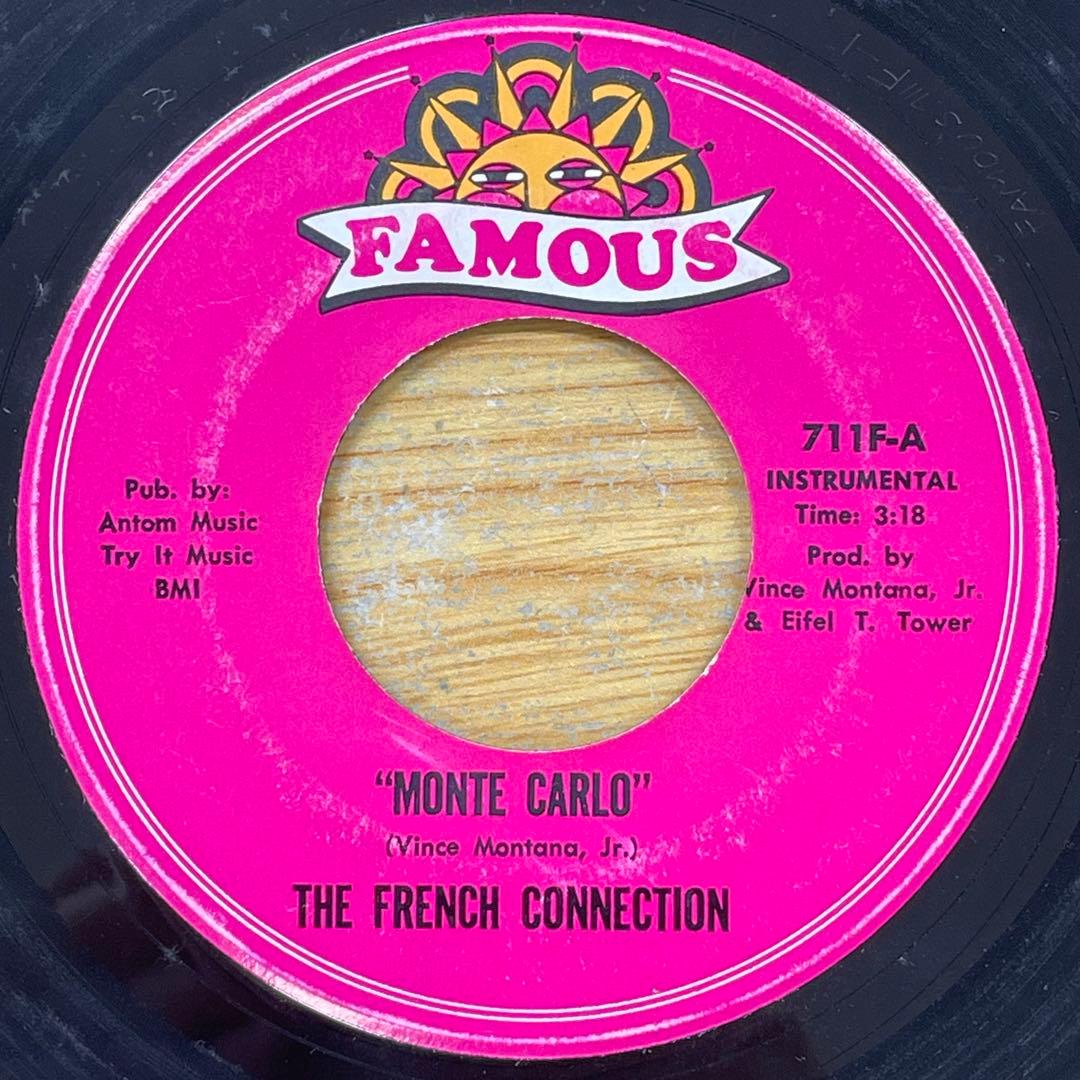 FAMOUS
Pub. by:
Antom Music
Try It Music
BMI
711F-A
INSTRUMENTAL
Time: 3:18
Prod. by
Vince Montana, Jr.
& Eifel T. Tower
"MONTE CARLO"
(Vince Montana, Jr.)
THE FRENCH CONNECTION